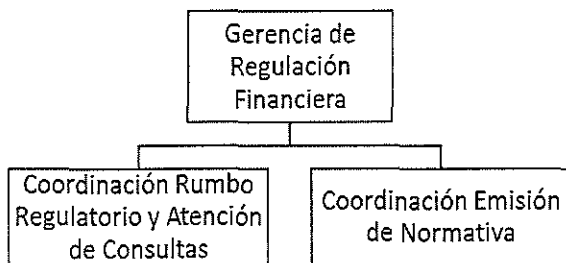 Gerencia de
Regulación
Financiera
Coordinación Rumbo
Regulatorio y Atención
de Consultas
Coordinación Emisión
de Normativa